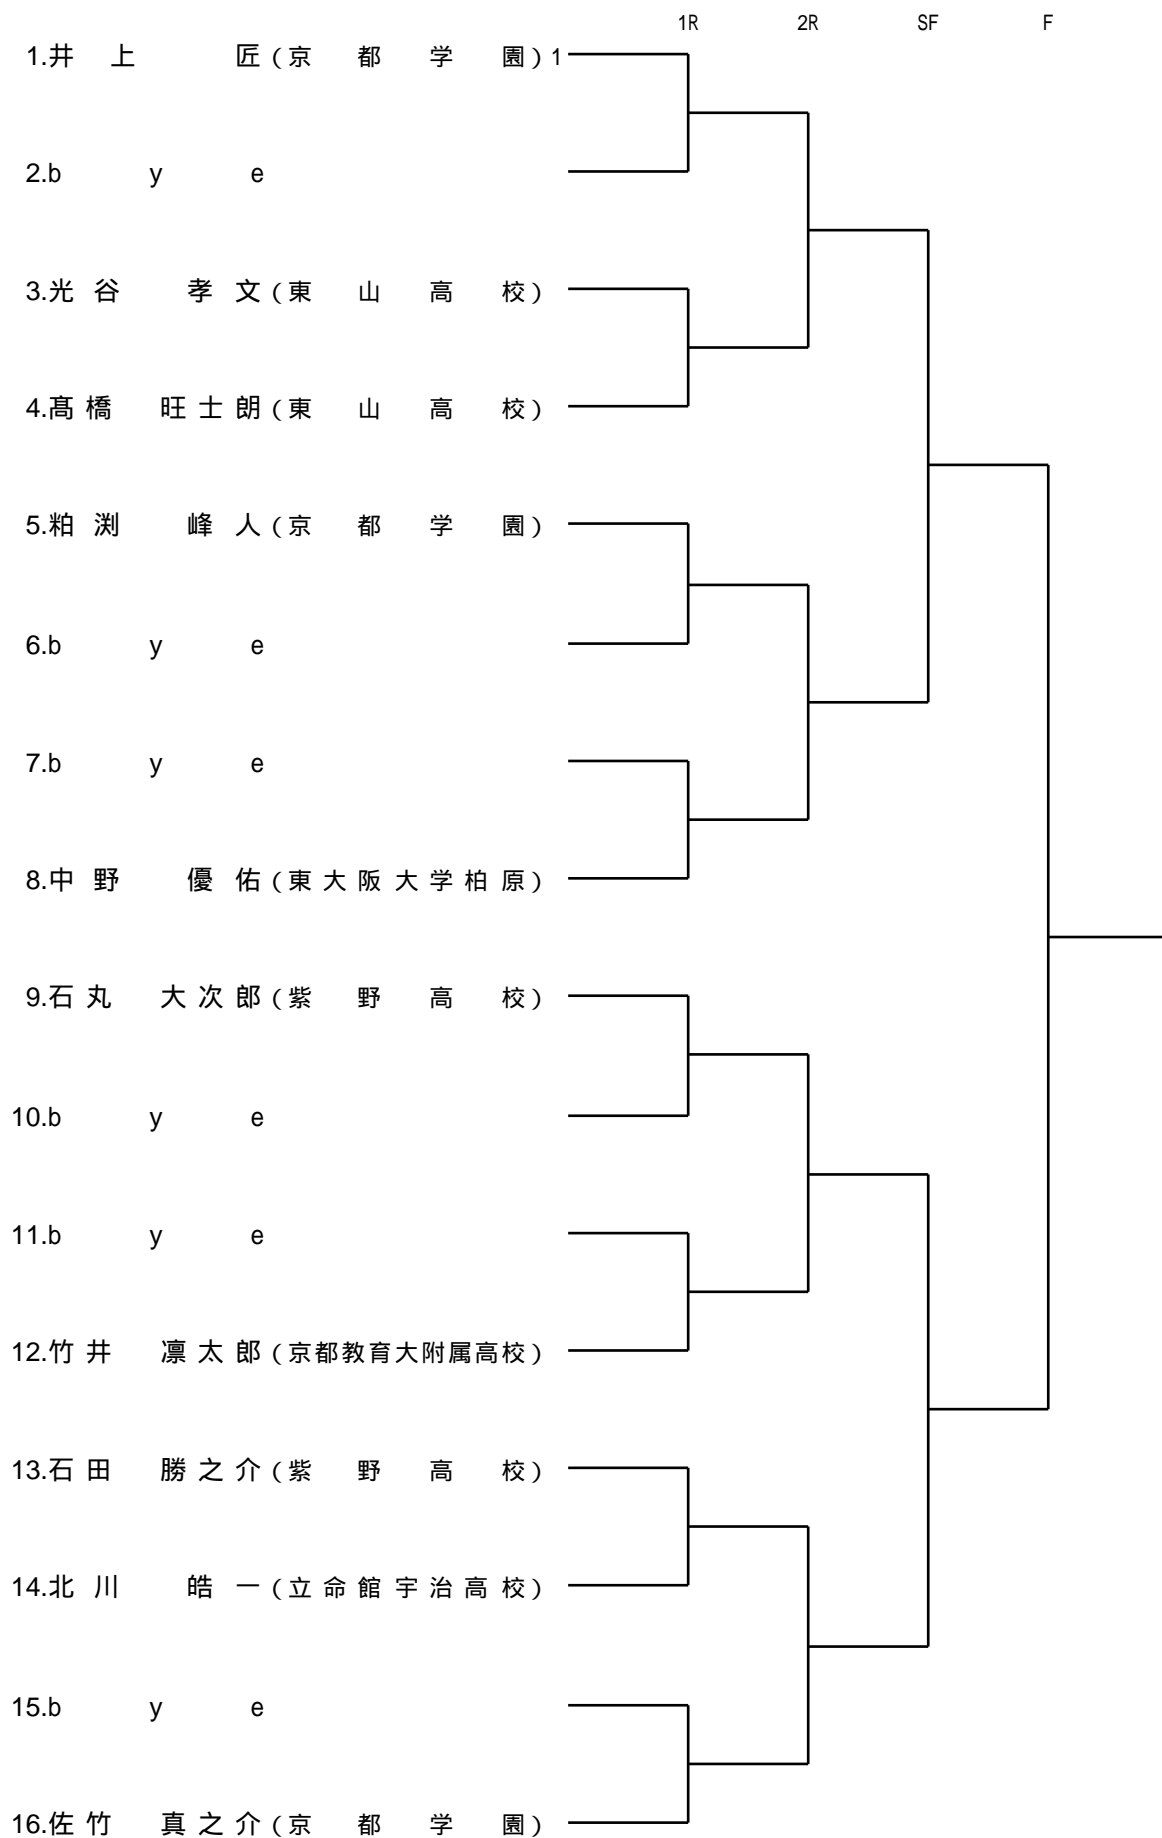 1R 2R SF F
1.井上 匠(京都学園)1
2.bye
3.光谷 孝文(東山高校)
4.髙橋 旺士朗(東山高校)
5.粕渕 峰人(京都学園)
6.bye
7.bye
8.中野 優佑(東大阪大学柏原)
9.石丸 大次郎(紫野高校)
10.bye
11.bye
12.竹井 凛太郎(京都教育大附属高校)
13.石田 勝之介(紫野高校)
14.北川 皓一(立命館宇治高校)
15.bye
16.佐竹 真之介(京都学園)